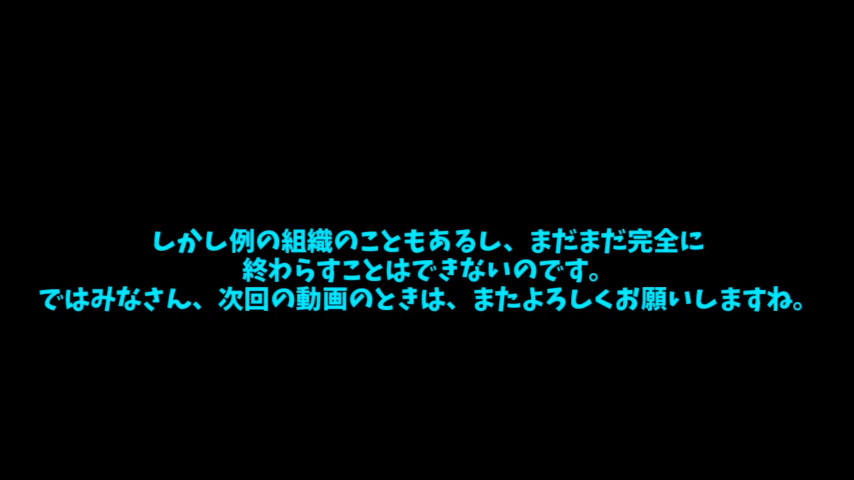 しかし例の組織のこともあるし、まだまだ完全に
終わらすことはできないのです。
ではみなさん、次回の動画のときは、またよろしくお願いしますね。